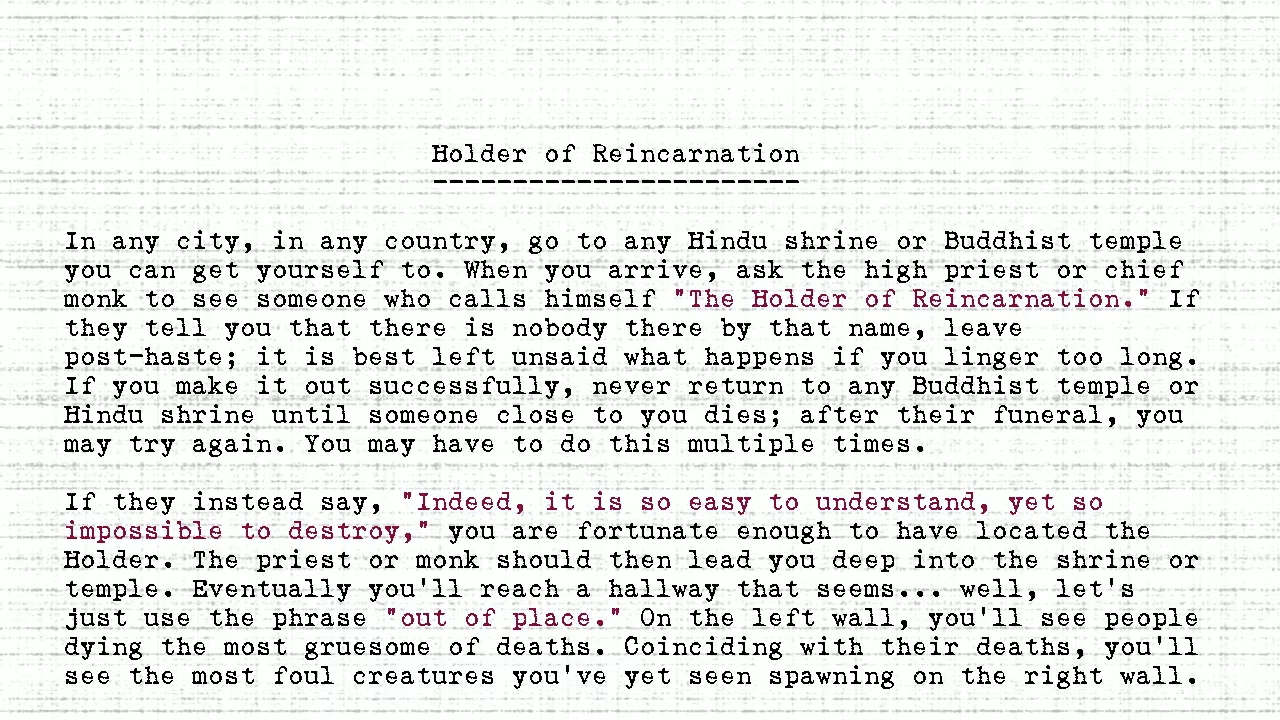 Holder of Reincarnation
-----------------------
In any city, in any country, go to any Hindu shrine or Buddhist temple
you can get yourself to. When you arrive, ask the high priest or chief
monk to see someone who calls himself "The Holder of Reincarnation." If
they tell you that there is nobody there by that name, leave
post-haste; it is best left unsaid what happens if you linger too long.
If you make it out successfully, never return to any Buddhist temple or
Hindu shrine until someone close to you dies; after their funeral, you
may try again. You may have to do this multiple times.
If they instead say, "Indeed, it is so easy to understand, yet so
impossible to destroy," you are fortunate enough to have located the
Holder. The priest or monk should then lead you deep into the shrine or
temple. Eventually you'll reach a hallway that seems... well, let's
just use the phrase "out of place." On the left wall, you'll see people
dying the most gruesome of deaths. Coinciding with their deaths, you'll
see the most foul creatures you've yet seen spawning on the right wall.